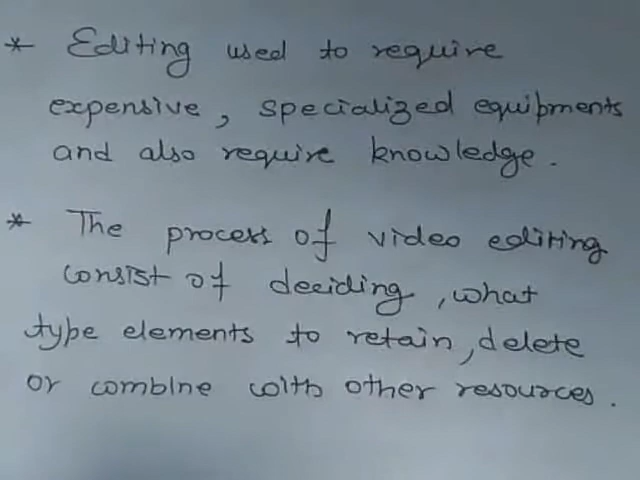 * Editing used to require
expensive, specialized equipments
and also require knowledge.
* The process of video editing
consist of deciding, what
type elements to retain, delete
or combine with other resources.